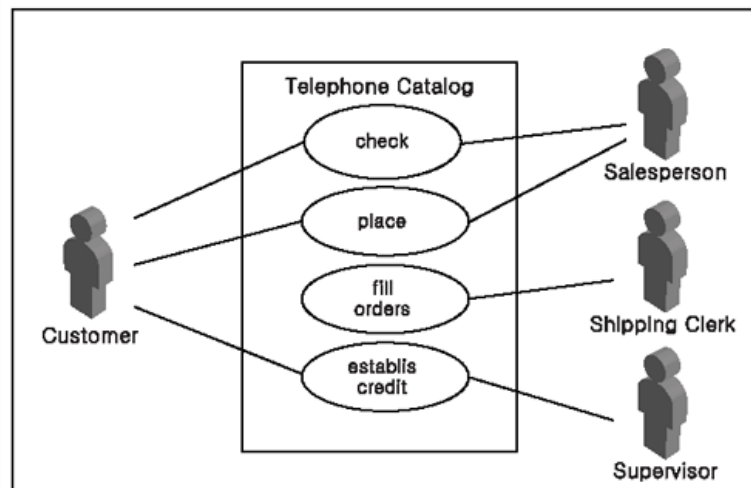 Telephone Catalog
check
Salesperson
place
fill
orders
Shipping Clerk
Customer
establis
credit
Supervisor